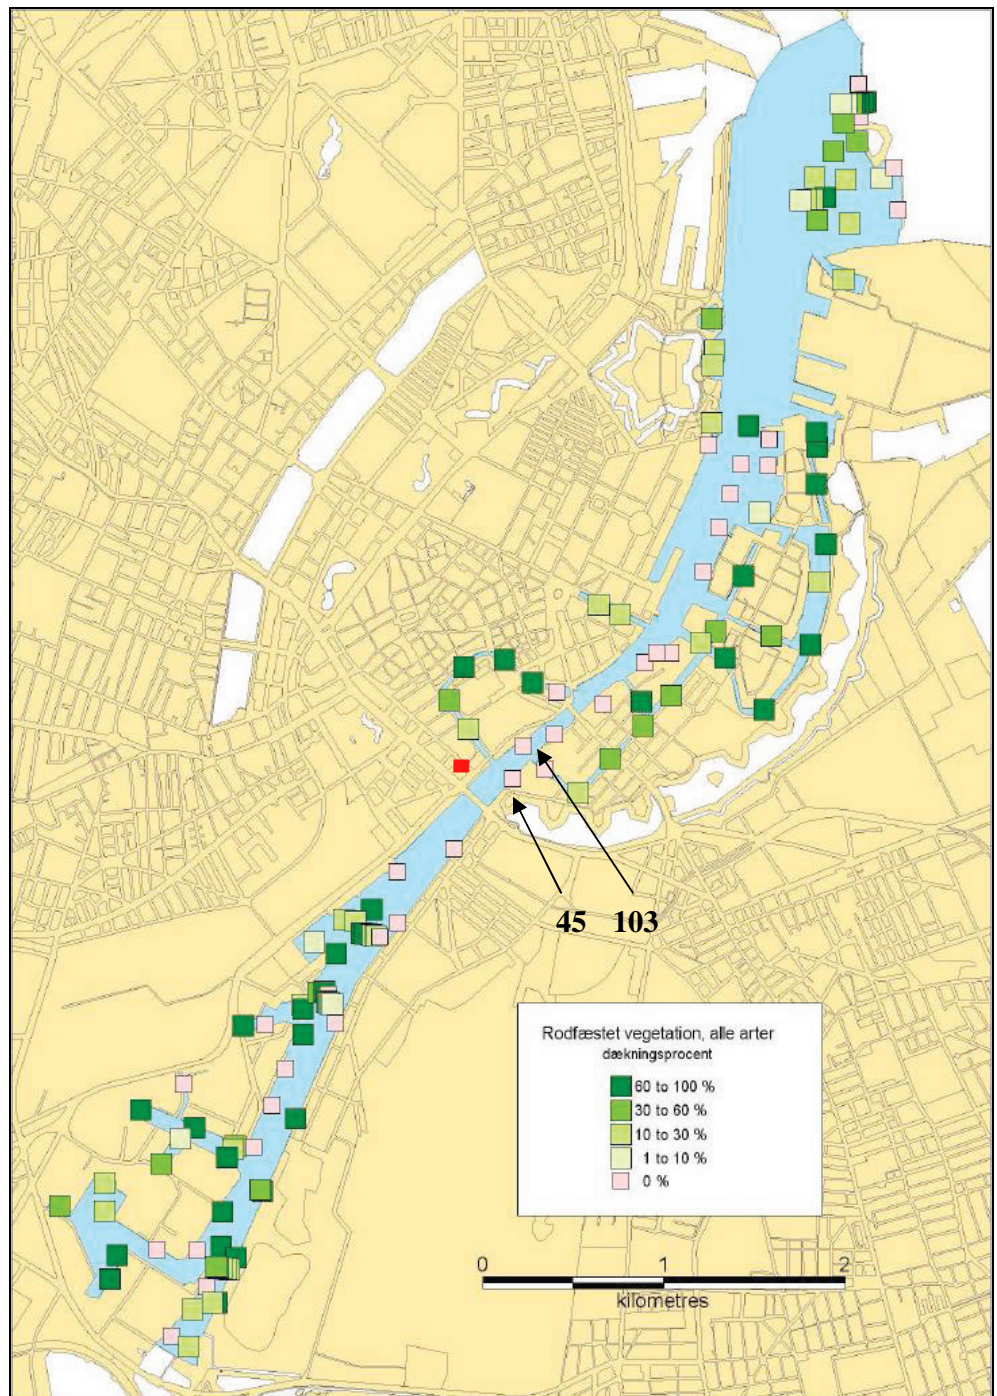 45 103
Rodfæstet vegetation, alle arter
dækningsprocent
60 to 100 %
30 to 60 %
10 to 30 %
1 to 10 %
0 %
0 1 2
kilometres